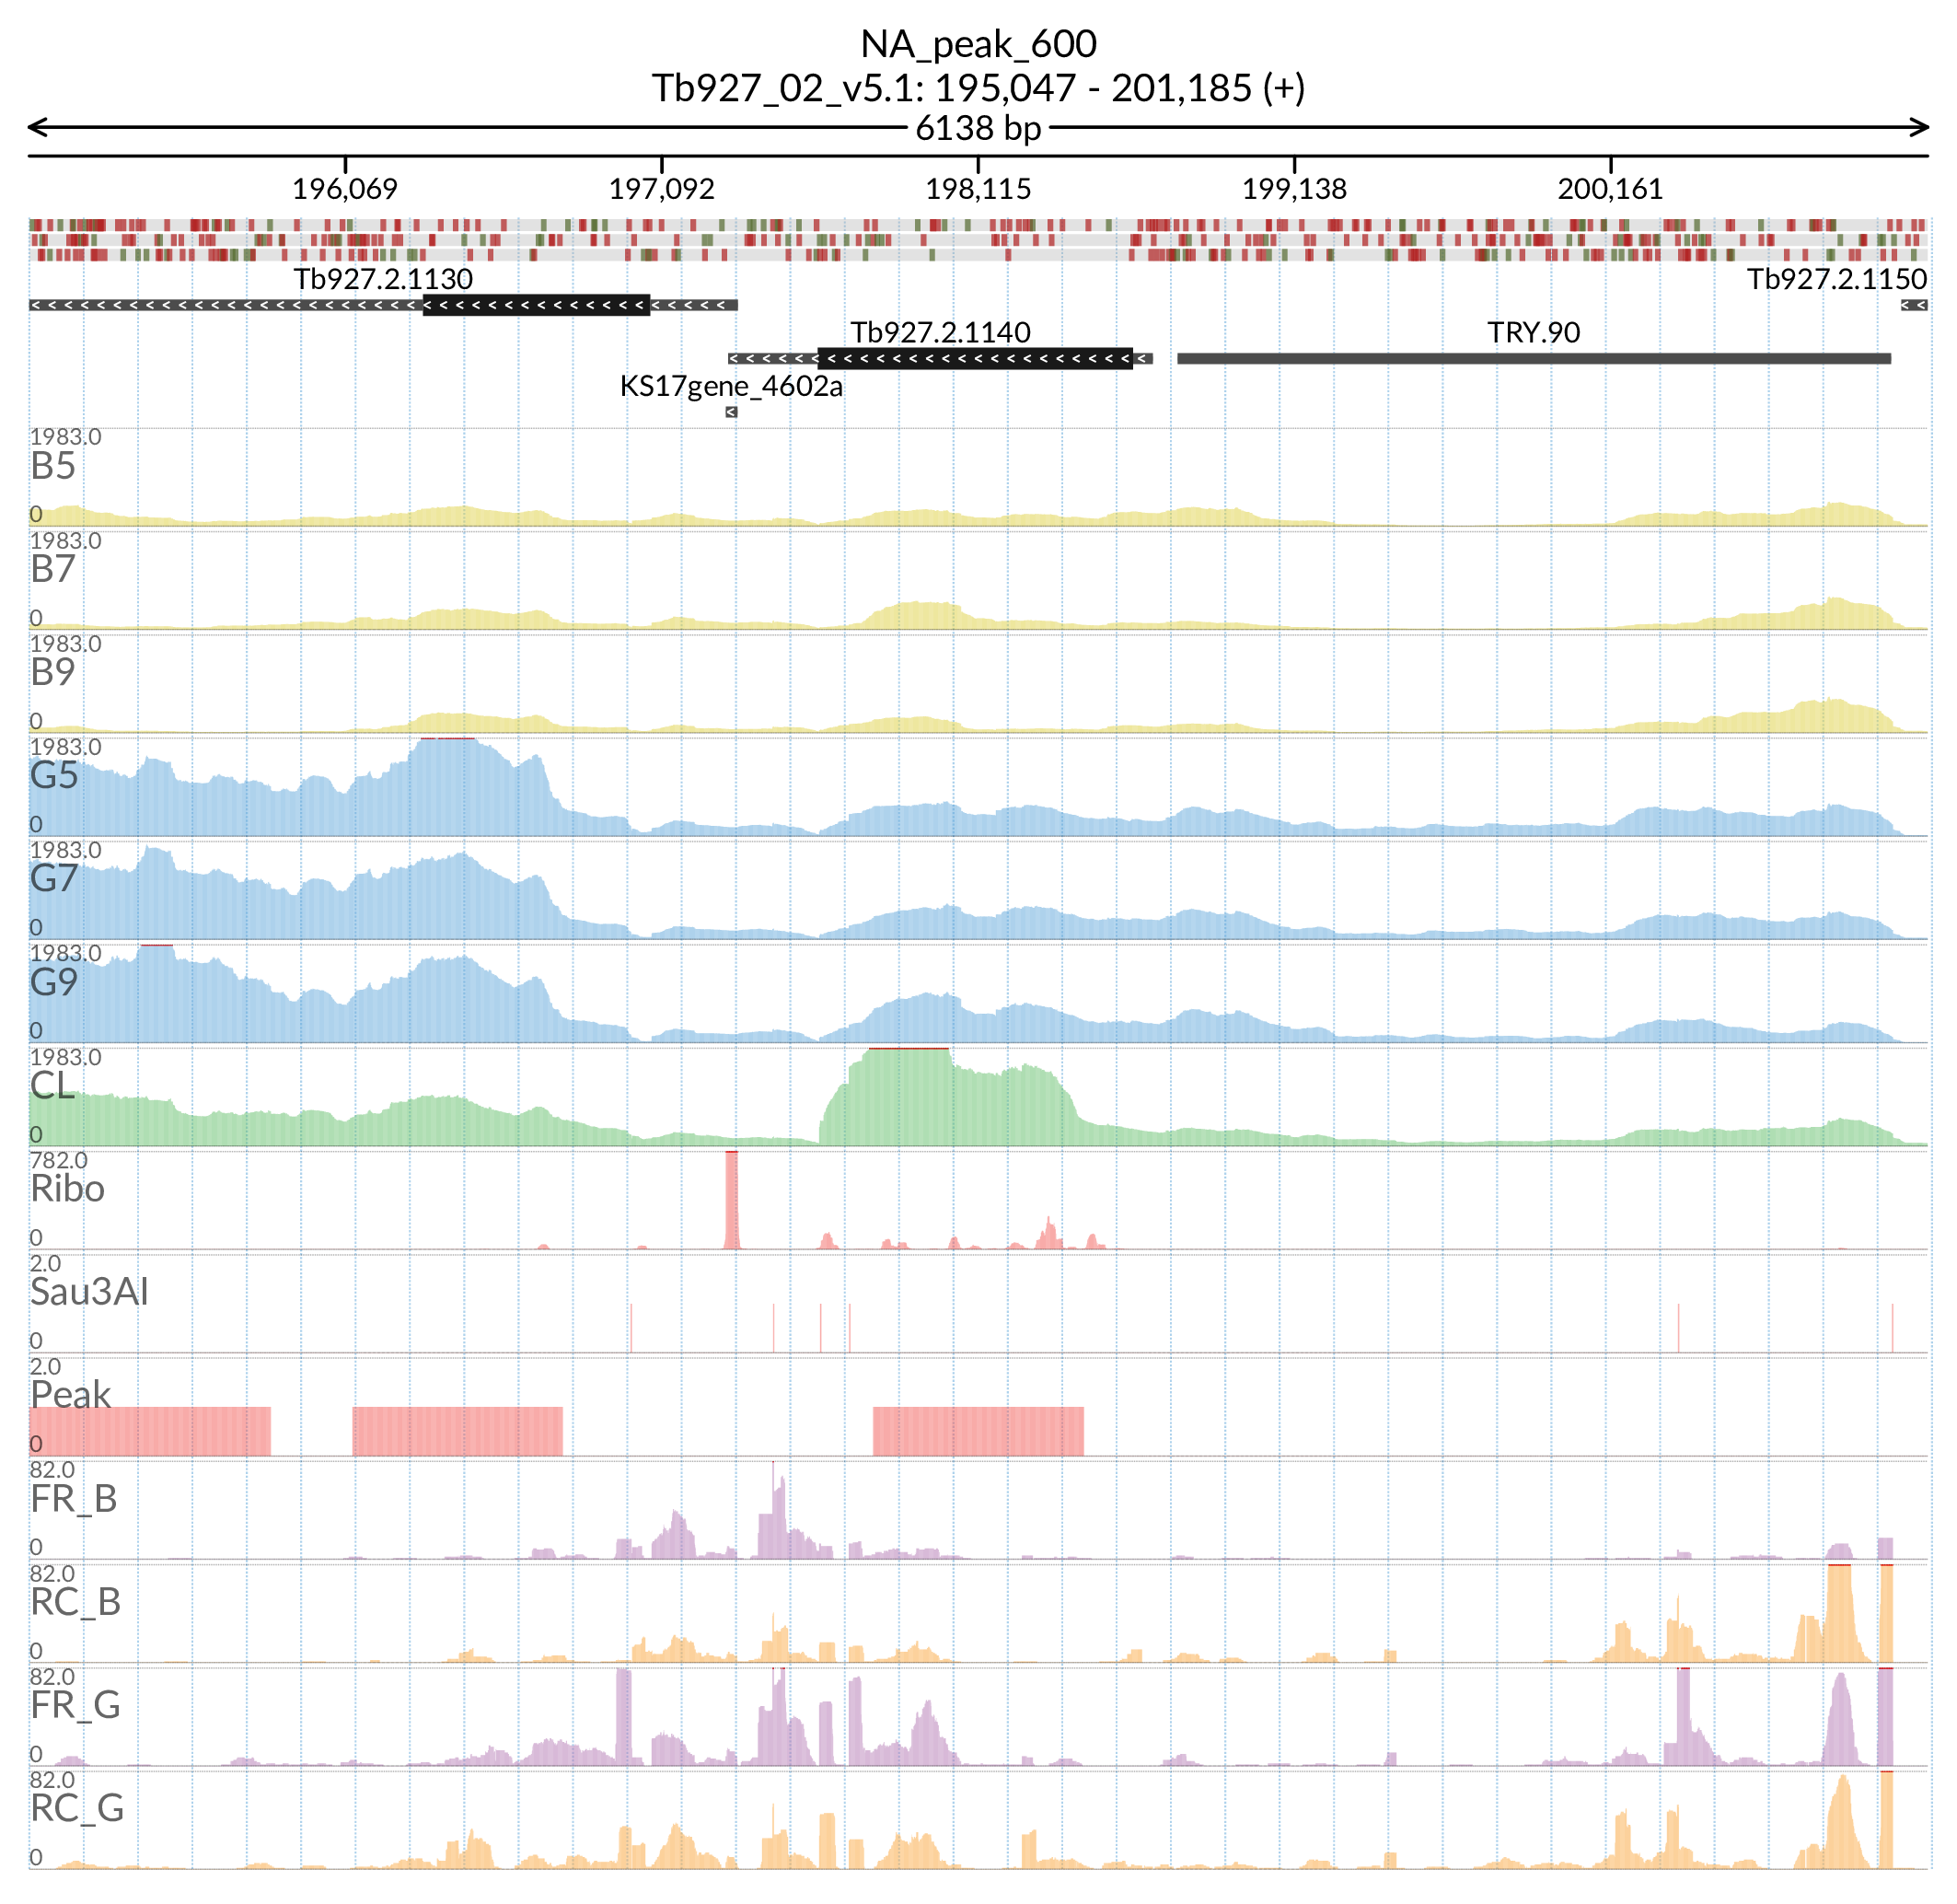 NA_peak_600
Tb927_02_v5.1: 195,047 - 201,185 (+)
6138 bp
196,069 197,092 198,115 199,138 200,161
Tb927.2.1130 Tb927.2.1150
Tb927.2.1140 TRY.90
KS17gene_4602a
1983.0
B5
0
1983.0
B7
0
1983.0
B9
0
1983.0
G5
0
1983.0
G7
0
1983.0
G9
0
1983.0
CL
0
782.0
Ribo
0
2.0
Sau3AI
0
2.0
Peak
0
82.0
FR_B
0
82.0
RC_B
0
82.0
FR_G
0
82.0
RC_G
0